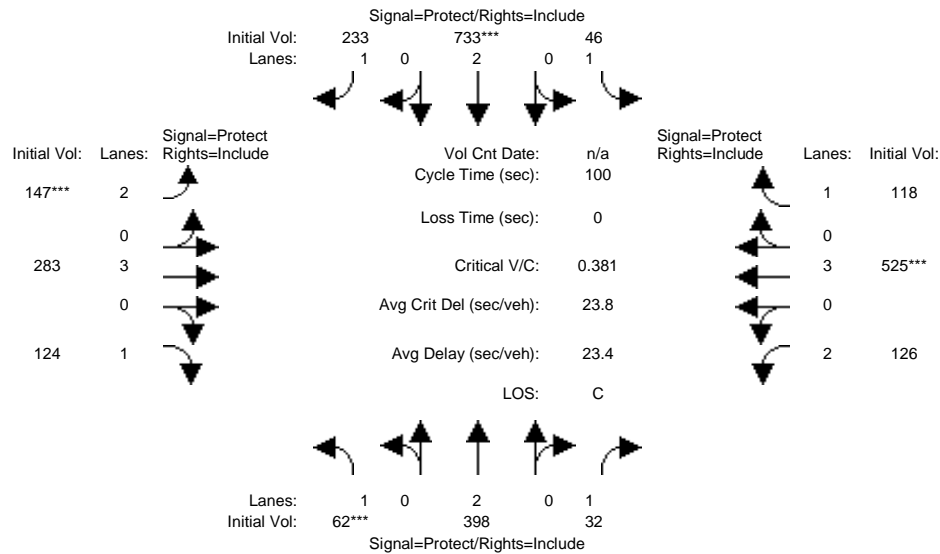 Signal=Protect/Rights=Include
Initial Vol: 233 733*** 46
Lanes: 1 0 2 0 1
Signal=Protect Signal=Protect
Initial Vol: Lanes: Rights=Include Vol Cnt Date: n/a Rights=Include Lanes: Initial Vol:
Cycle Time (sec): 100
147*** 2 1 118
Loss Time (sec): 0
0 0
283 3 Critical V/C: 0.381 3 525***
0 Avg Crit Del (sec/veh): 23.8 0
124 1 Avg Delay (sec/veh): 23.4 2 126
LOS: C
Lanes: 1 0 2 0 1
Initial Vol: 62*** 398 32
Signal=Protect/Rights=Include